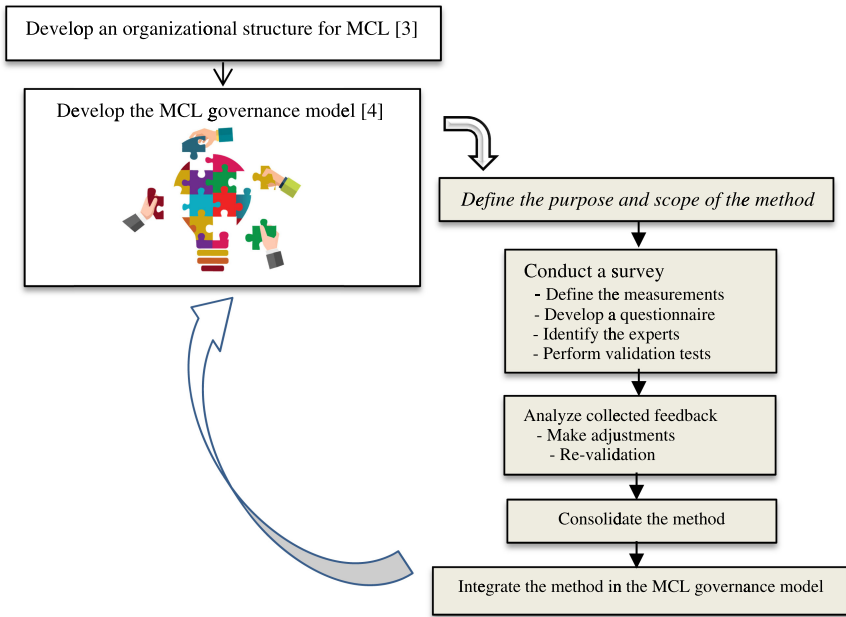 Develop an organizational structure for MCL [3]
Develop the MCL governance model [4]
Define the purpose and scope of the method
Conduct a survey
- Define the measurements
- Develop a questionnaire
- Identify the experts
- Perform validation tests
Analyze collected feedback
- Make adjustments
- Re-validation
Consolidate the method
Integrate the method in the MCL governance model